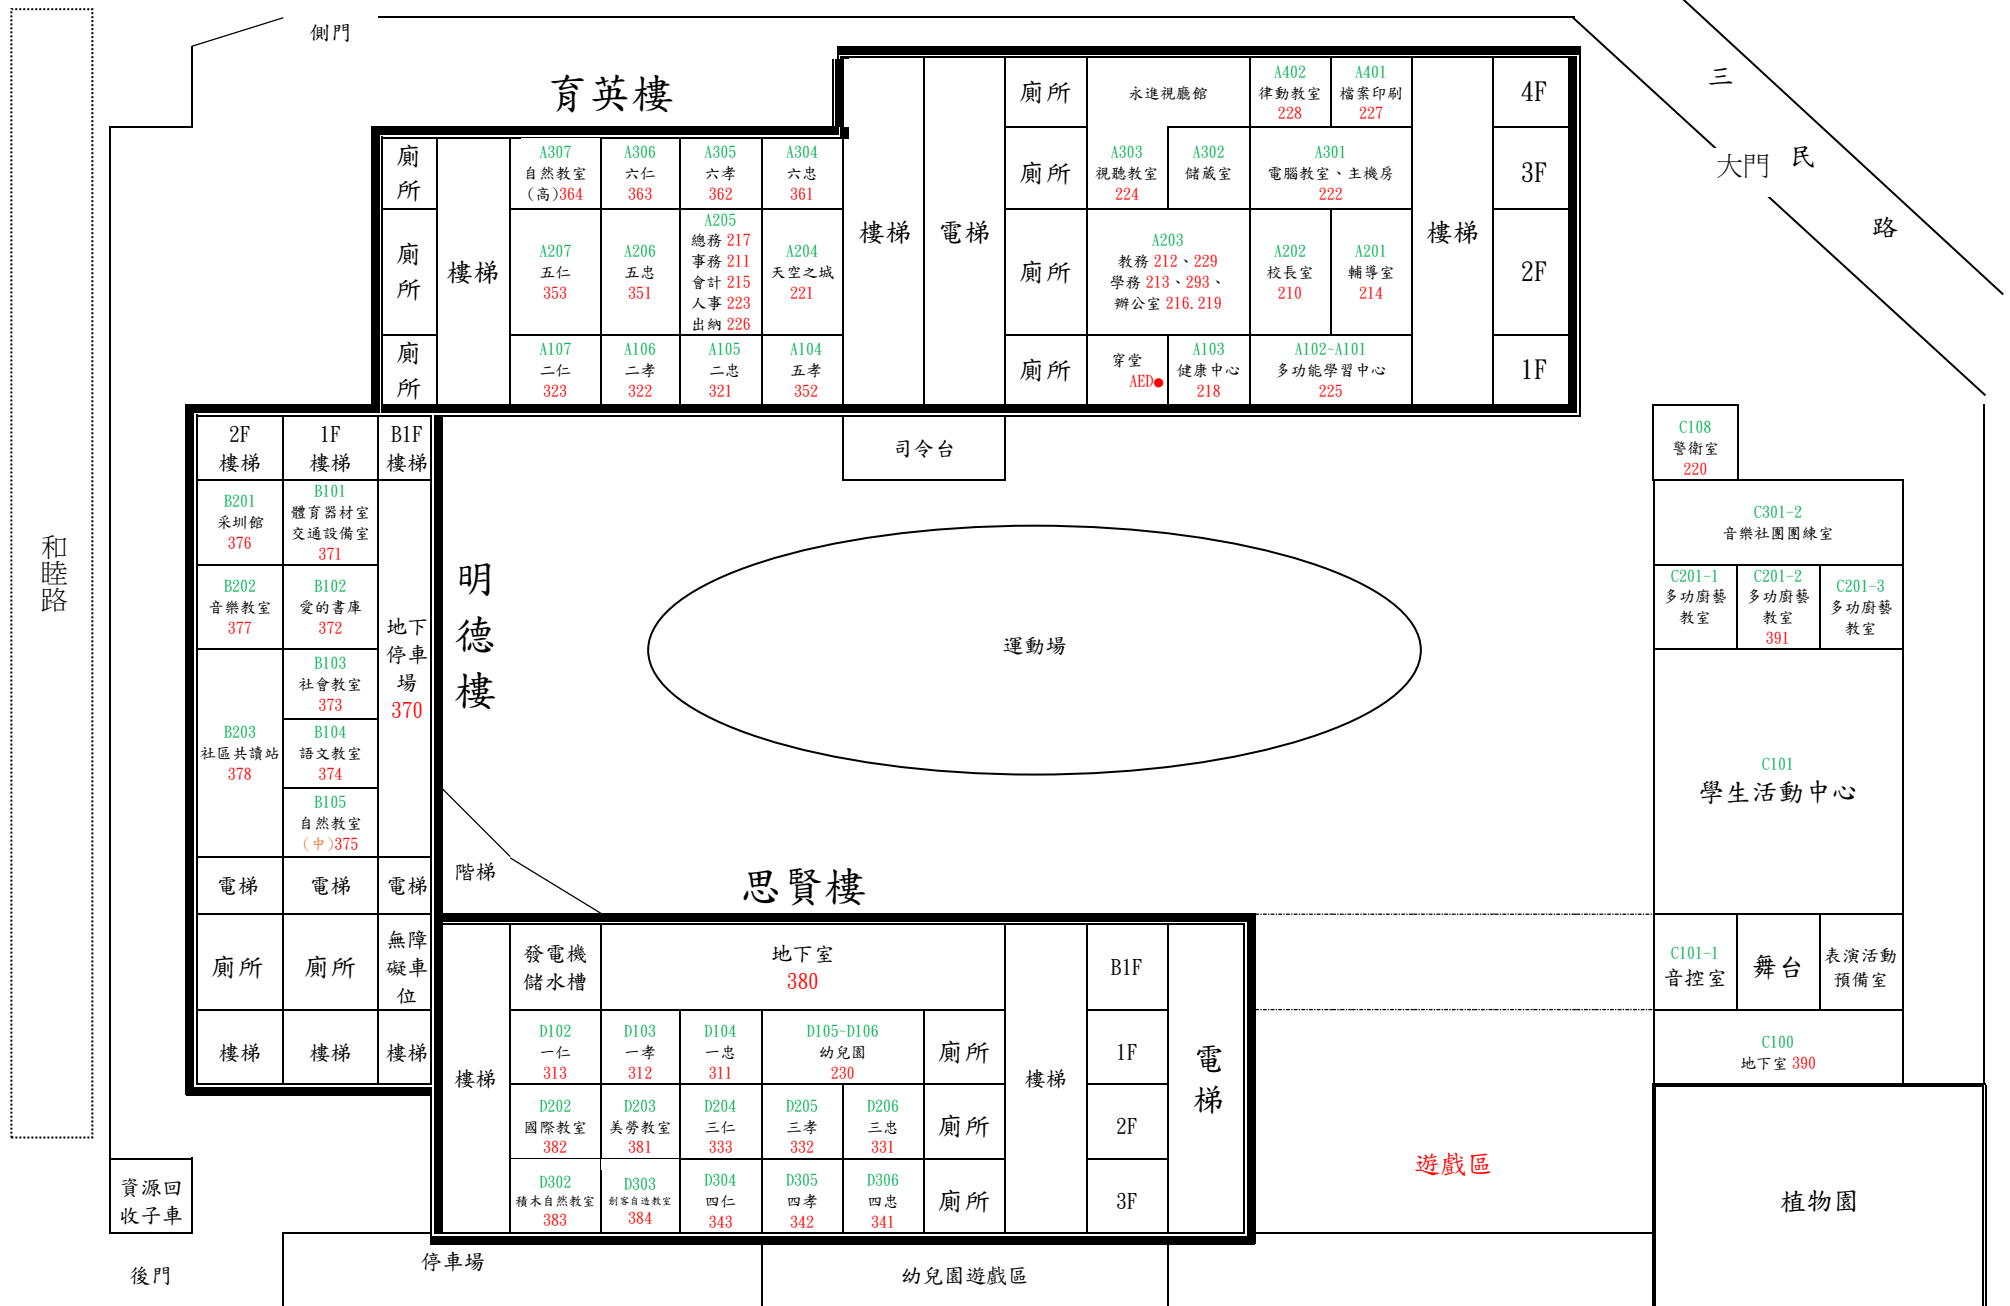 側門
三
民
路
大門
和睦路
育英樓
樓梯
電梯
廁所
永進視廳館
A402
律動教室
228
A401
檔案印刷
227
樓梯
4F
廁所
樓梯
A307
自然教室
(高)364
A306
六仁
363
A305
六孝
362
A304
六忠
361
廁所
A303
視聽教室
224
A302
儲蔵室
A301
電腦教室、主機房
222
3F
廁所
A207
五仁
353
A206
五忠
351
A205
總務 217
事務 211
會計 215
人事 223
出納 226
A204
天空之城
221
廁所
A203
教務 212、229
學務 213、293、
辦公室 216.219
A202
校長室
210
A201
輔導室
214
2F
廁所
A107
二仁
323
A106
二孝
322
A105
二忠
321
A104
五孝
352
廁所
穿堂
AED●
A103
健康中心
218
A102~A101
多功能學習中心
225
1F
司令台
2F
樓梯
1F
樓梯
B1F
樓梯
B201
采圳館
376
B101
體育器材室
交通設備室
371
B202
音樂教室
377
B102
愛的書庫
372
地下
停車
場
370
B103
社會教室
373
B203
社區共讀站
378
B104
語文教室
374
B105
自然教室
(中)375
電梯
電梯
電梯
廁所
廁所
無障
礙車
位
樓梯
樓梯
樓梯
明
德
樓
運動場
階梯
C108
警衛室
220
C301-2
音樂社團團練室
C201-1
多功廚藝
教室
C201-2
多功廚藝
教室
391
C201-3
多功廚藝
教室
C101
學生活動中心
C101-1
音控室
舞台
表演活動
預備室
C100
地下室 390
思賢樓
樓梯
發電機
儲水槽
地下室
380
樓梯
B1F
電
梯
D102
一仁
313
D103
一孝
312
D104
一忠
311
D105~D106
幼兒園
230
廁所
1F
D202
國際教室
382
D203
美勞教室
381
D204
三仁
333
D205
三孝
332
D206
三忠
331
廁所
2F
D302
積木自然教室
383
D303
創客自造教室
384
D304
四仁
343
D305
四孝
342
D306
四忠
341
廁所
3F
遊戲區
植物園
資源回
收子車
後門
停車場
幼兒園遊戲區